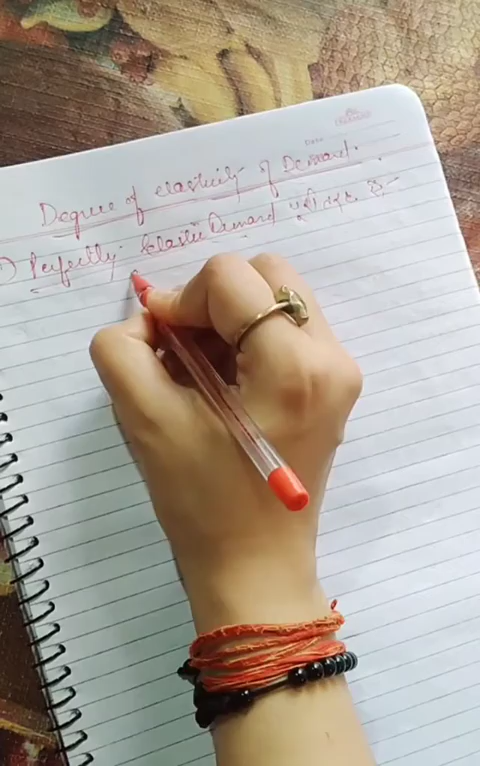 Degree of elasticity of Demand.
1) Perfectly Elastic Demand